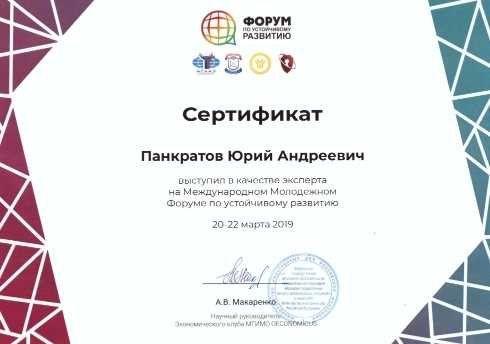 ФОРУМ
ПО УСТОЙЧИВОМУ
РАЗВИТИЮ
МГИМО
Сертификат
Панкратов Юрий Андреевич
выступил в качестве эксперта
на Международном Молодежном
Форуме по устойчивому развитию
20-22 марта 2019
А.В. Макаренко
Научный руководитель
Экономического клуба МГИМО OECONOMICUS